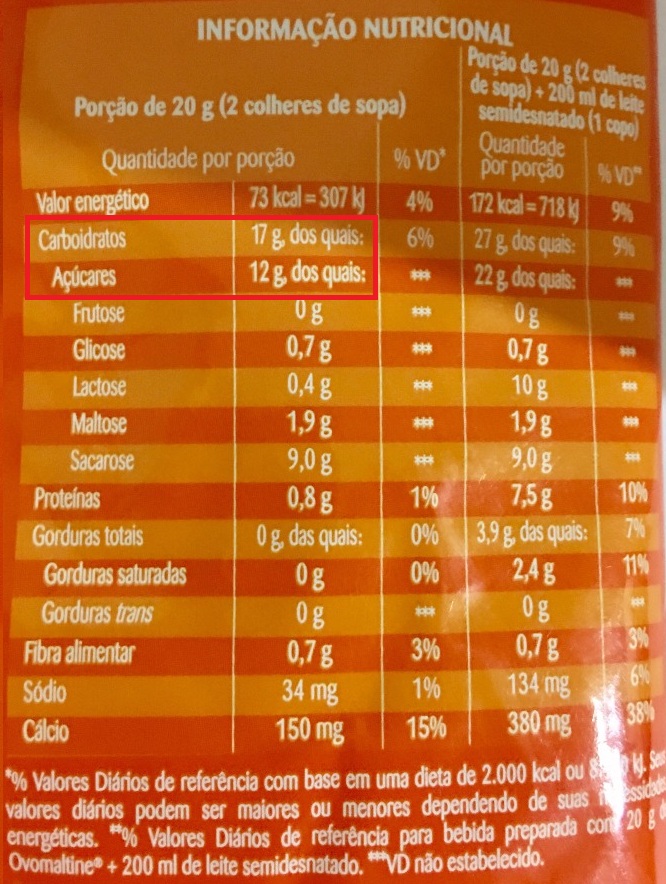 INFORMAÇÃO NUTRICIONAL
Porção de 20 g (2 colheres de sopa)
Porção de 20 g (2 colheres
de sopa) + 200 ml de leite
semidesnatado (1 copo)
Quantidade por porção % VD* Quantidade por porção % VD**
Valor energético 73 kcal = 307 kJ 4% 172 kcal = 718 kJ 9%
Carboidratos 17 g, dos quais: 6% 27 g, dos quais: 9%
Açúcares 12 g, dos quais: *** 22 g, dos quais: ***
Frutose 0 g *** 0 g ***
Glicose 0,7 g *** 0,7 g ***
Lactose 0,4 g *** 10 g ***
Maltose 1,9 g *** 1,9 g ***
Sacarose 9,0 g *** 9,0 g ***
Proteínas 0,8 g 1% 7,5 g 10%
Gorduras totais 0 g, das quais: 0% 3,9 g, das quais: 7%
Gorduras saturadas 0 g 0% 2,4 g 11%
Gorduras trans 0 g *** 0 g ***
Fibra alimentar 0,7 g 3% 0,7 g 3%
Sódio 34 mg 1% 134 mg 6%
Cálcio 150 mg 15% 380 mg 38%
*% Valores Diários de referência com base em uma dieta de 2.000 kcal ou kJ. Seus
valores diários podem ser maiores ou menores dependendo de suas
energéticas. **% Valores Diários de referência para bebida preparada com 20 g
Ovomaltine® + 200 ml de leite semidesnatado. ***VD não estabelecido.